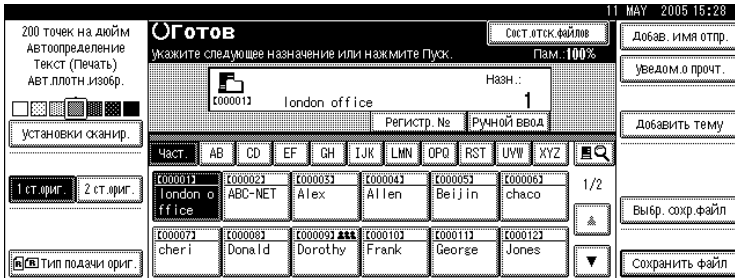 11 MAY 2005 15:28
200 точек на дюйм
Автоопределение
Текст (Печать)
Авт.плотн.изобр.
Установки сканир.
1 ст.ориг.
2 ст.ориг.
Тип подачи ориг.
Готов
Сост.отск.файлов
Укажите следующее назначение или нажмите Пуск.
Пам.:100%
Назн.:
[00001]
london office
1
Регистр. №
Ручной ввод
Част.
AB
CD
EF
GH
IJK
LMN
OPQ
RST
UVW
XYZ
[00001]
london o
ffice
[00002]
ABC-NET
[00003]
Alex
[00004]
Allen
[00005]
Beijin
[00006]
chaco
1/2
[00007]
cheri
[00008]
Donald
[00009]
Dorothy
[00010]
Frank
[00011]
George
[00012]
Jones
Добав. имя отпр.
Уведом.о прочт.
Добавить тему
Выбр. сохр.файл
Сохранить файл